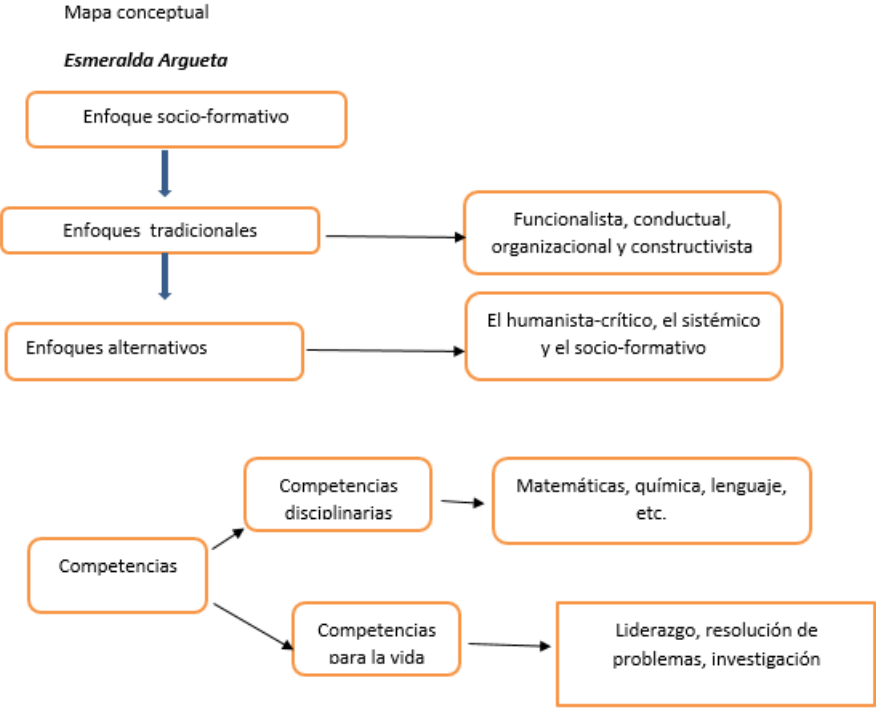 Mapa conceptual
Esmeralda Argueta
Enfoque socio-formativo
Enfoques tradicionales
Funcionalista, conductual,
organizacional y constructivista
Enfoques alternativos
El humanista-crítico, el sistémico
y el socio-formativo
Competencias
Competencias
disciplinarias
Matemáticas, química, lenguaje,
etc.
Competencias
para la vida
Liderazgo, resolución de
problemas, investigación